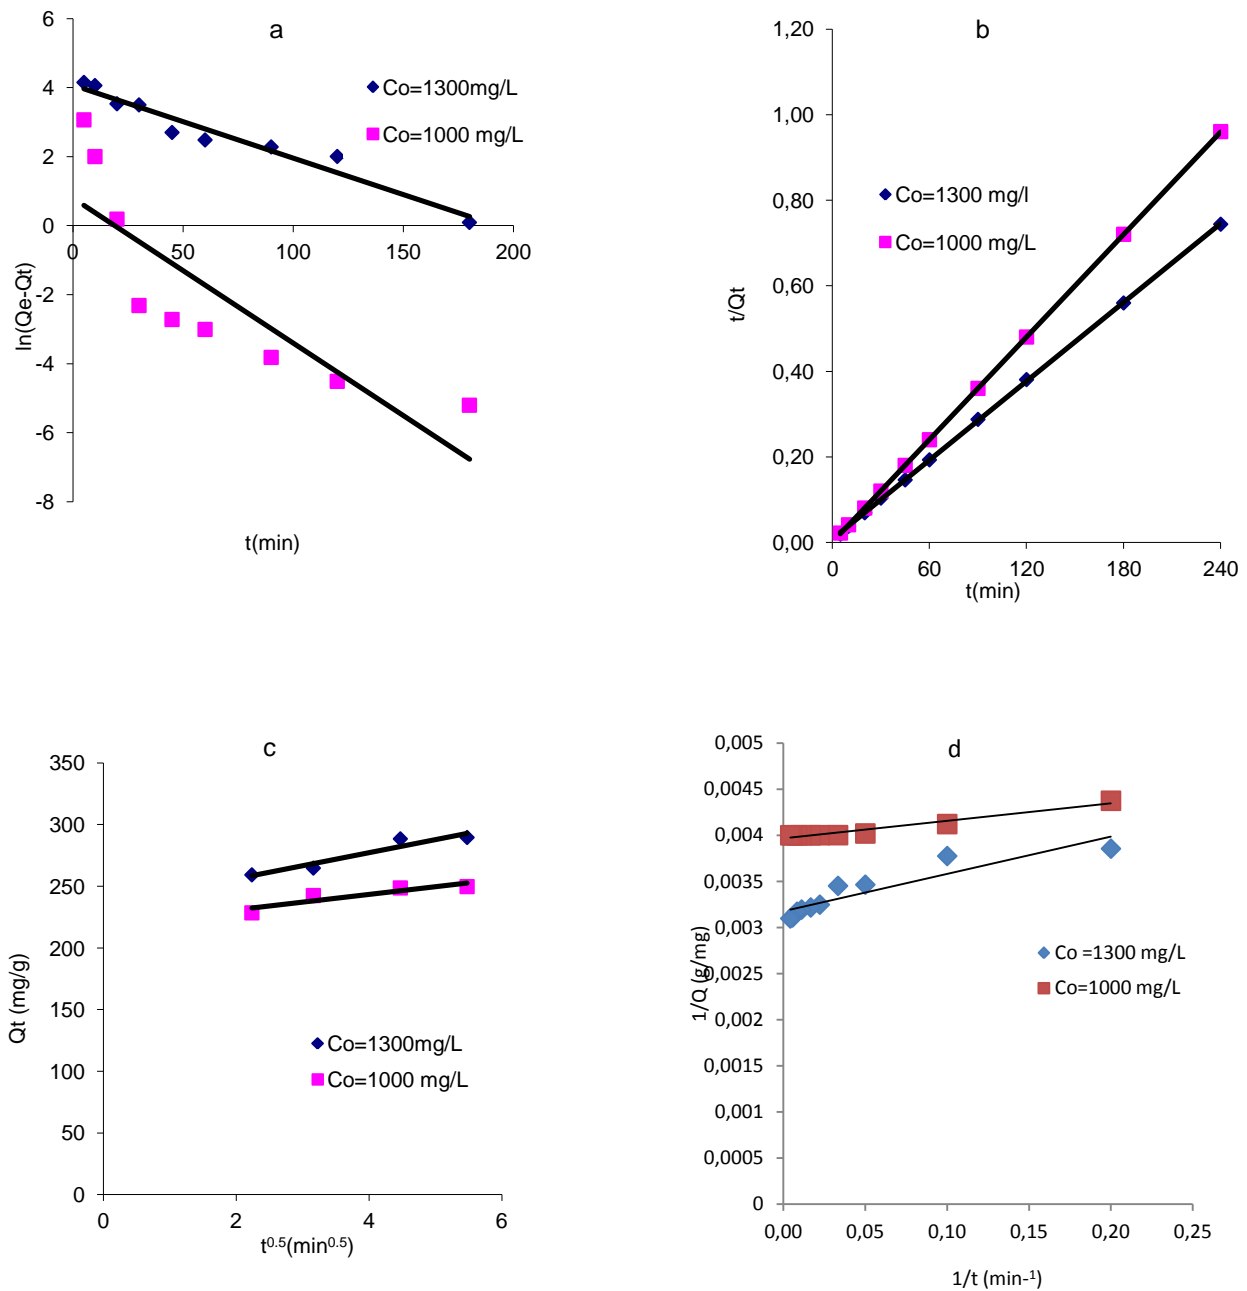 a
6
4
2
0
-2
-4
-6
-8
0
50
100
150
200
ln(Qe-Qt)
t(min)
Co=1300mg/L
Co=1000 mg/L
b
1,20
1,00
0,80
0,60
0,40
0,20
0,00
0
60
120
180
240
t/Qt
t(min)
Co=1300 mg/l
Co=1000 mg/L
c
350
300
250
200
150
100
50
0
0
2
4
6
Qt (mg/g)
t0.5(min0.5)
Co=1300mg/L
Co=1000 mg/L
d
0,005
0,0045
0,004
0,0035
0,003
0,0025
0,002
0,0015
0,001
0,0005
0
0,00
0,05
0,10
0,15
0,20
0,25
1/Q (g/mg)
1/t (min-1)
Co =1300 mg/L
Co=1000 mg/L